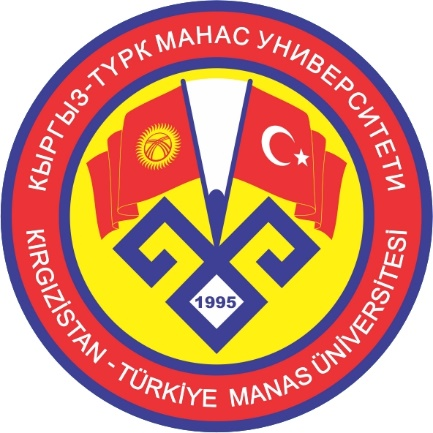 КЫРГЫЗ-ТҮРК МАНАС УНИВЕРСИТЕТИ
1995
KIRGIZİSTAN - TÜRKİYE MANAS ÜNİVERSİTESİ